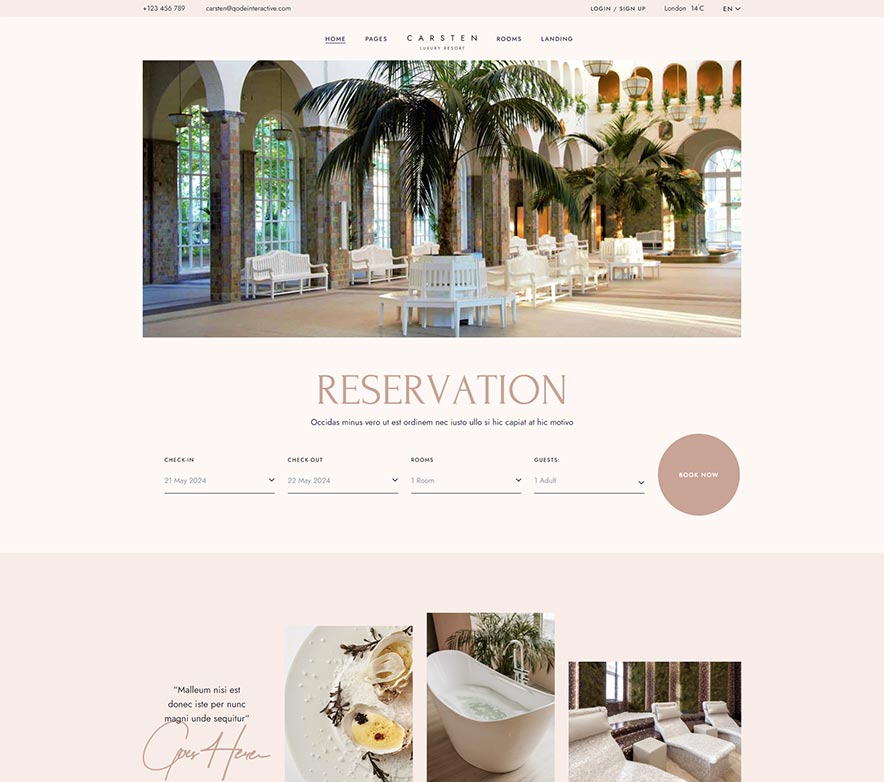 +123 456 789 carsten@qodeinteractive.com LOGIN / SIGN UP London 14°C EN
HOME PAGES CARSTEN ROOMS LANDING
LUXURY RESORT
RESERVATION
Occidas minus vero ut est ordinem nec iusto ullo si hic capiat at hic motivo
CHECK-IN CHECK-OUT ROOMS GUESTS:
21 May 2024 22 May 2024 1 Room 1 Adult
BOOK NOW
“Malleum nisi est
donec iste per nunc
magni unde sequitur“